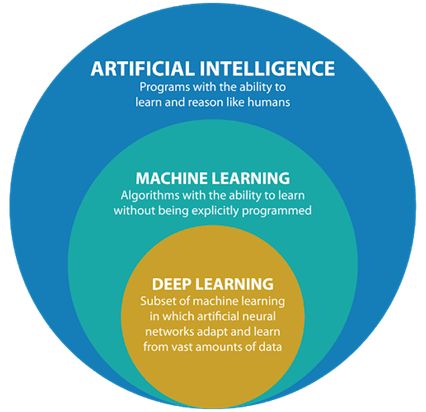 ARTIFICIAL INTELLIGENCE
Programs with the ability to
learn and reason like humans
MACHINE LEARNING
Algorithms with the ability to learn
without being explicitly programmed
DEEP LEARNING
Subset of machine learning
in which artificial neural
networks adapt and learn
from vast amounts of data